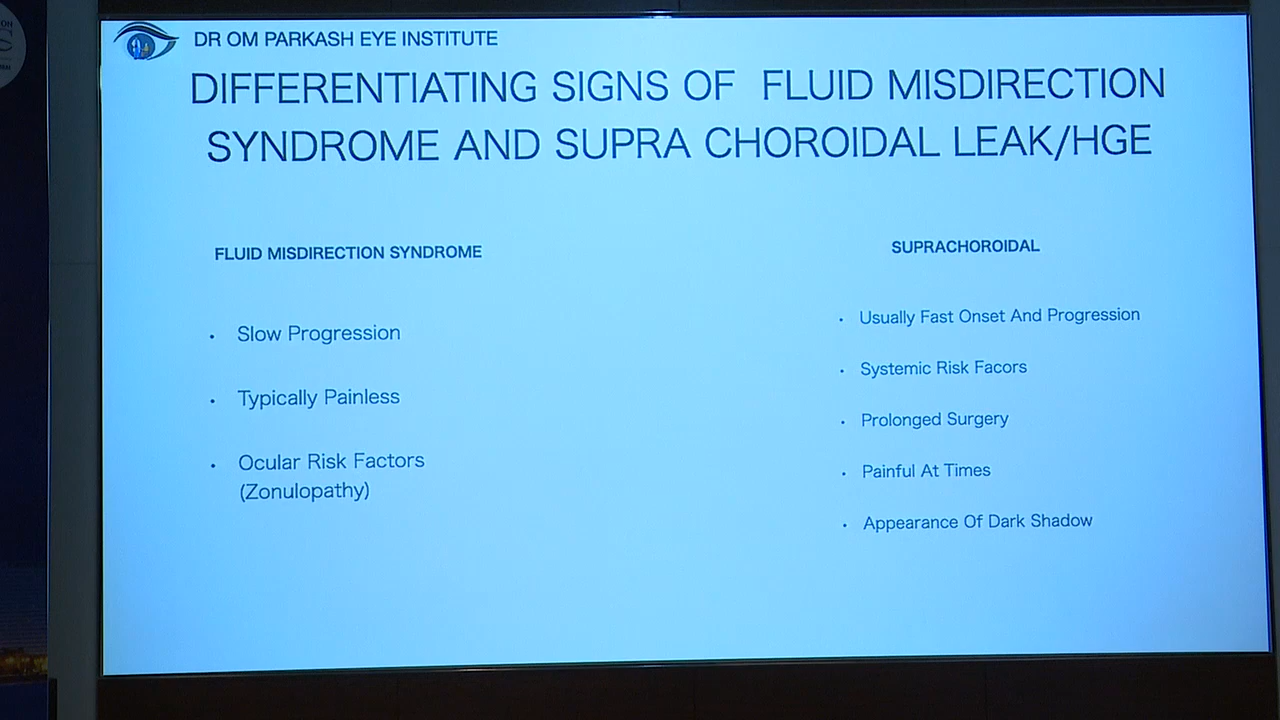 DR OM PARKASH EYE INSTITUTE
DIFFERENTIATING SIGNS OF FLUID MISDIRECTION
SYNDROME AND SUPRA CHOROIDAL LEAK/HGE
FLUID MISDIRECTION SYNDROME
• Slow Progression
• Typically Painless
• Ocular Risk Factors
(Zonulopathy)
SUPRACHOROIDAL
• Usually Fast Onset And Progression
• Systemic Risk Facors
• Prolonged Surgery
• Painful At Times
• Appearance Of Dark Shadow